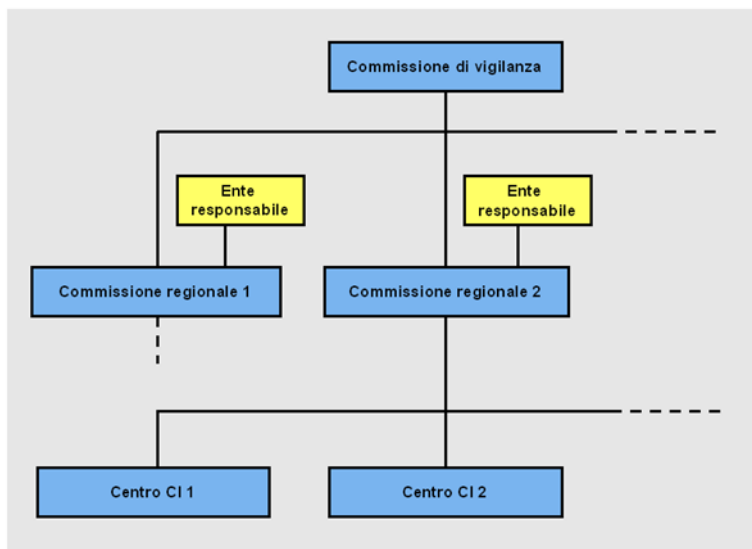 Commissione di vigilanza
Ente
responsabile
Ente
responsabile
Commissione regionale 1
Commissione regionale 2
Centro CI 1
Centro CI 2